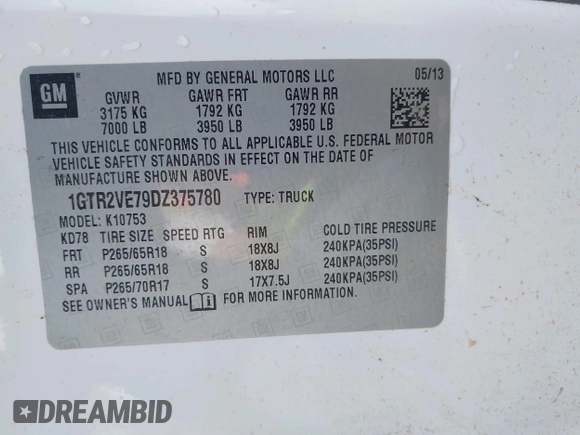 GM
®
MFD BY GENERAL MOTORS LLC
05/13
GVWR GAWR FRT GAWR RR
3175 KG 1792 KG 1792 KG
7000 LB 3950 LB 3950 LB
THIS VEHICLE CONFORMS TO ALL APPLICABLE U.S. FEDERAL MOTOR
VEHICLE SAFETY STANDARDS IN EFFECT ON THE DATE OF
MANUFACTURE SHOWN ABOVE.
1GTR2VE79DZ375780 TYPE: TRUCK
MODEL: K10753
KD78 TIRE SIZE SPEED RTG RIM COLD TIRE PRESSURE
FRT P265/65R18 S 18X8J 240KPA(35PSI)
RR P265/65R18 S 18X8J 240KPA(35PSI)
SPA P265/70R17 S 17X7.5J 240KPA(35PSI)
SEE OWNER'S MANUAL FOR MORE INFORMATION.
DREAMBID